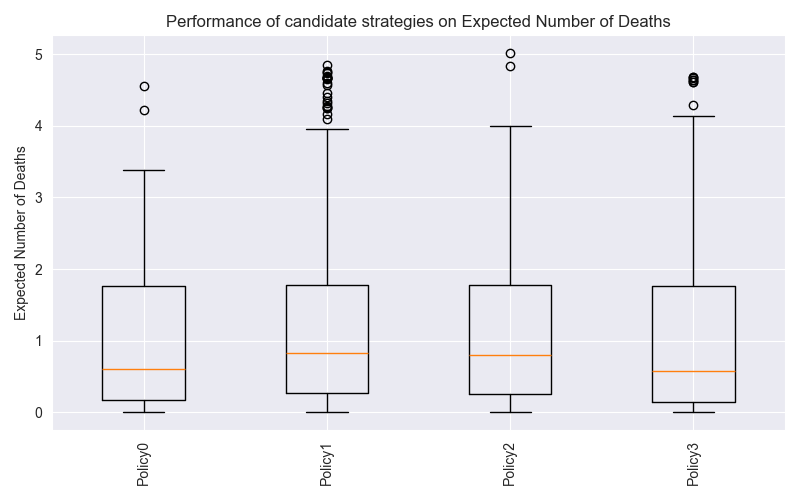 Performance of candidate strategies on Expected Number of Deaths
Expected Number of Deaths
5
4
3
2
1
0
Policy0
Policy1
Policy2
Policy3